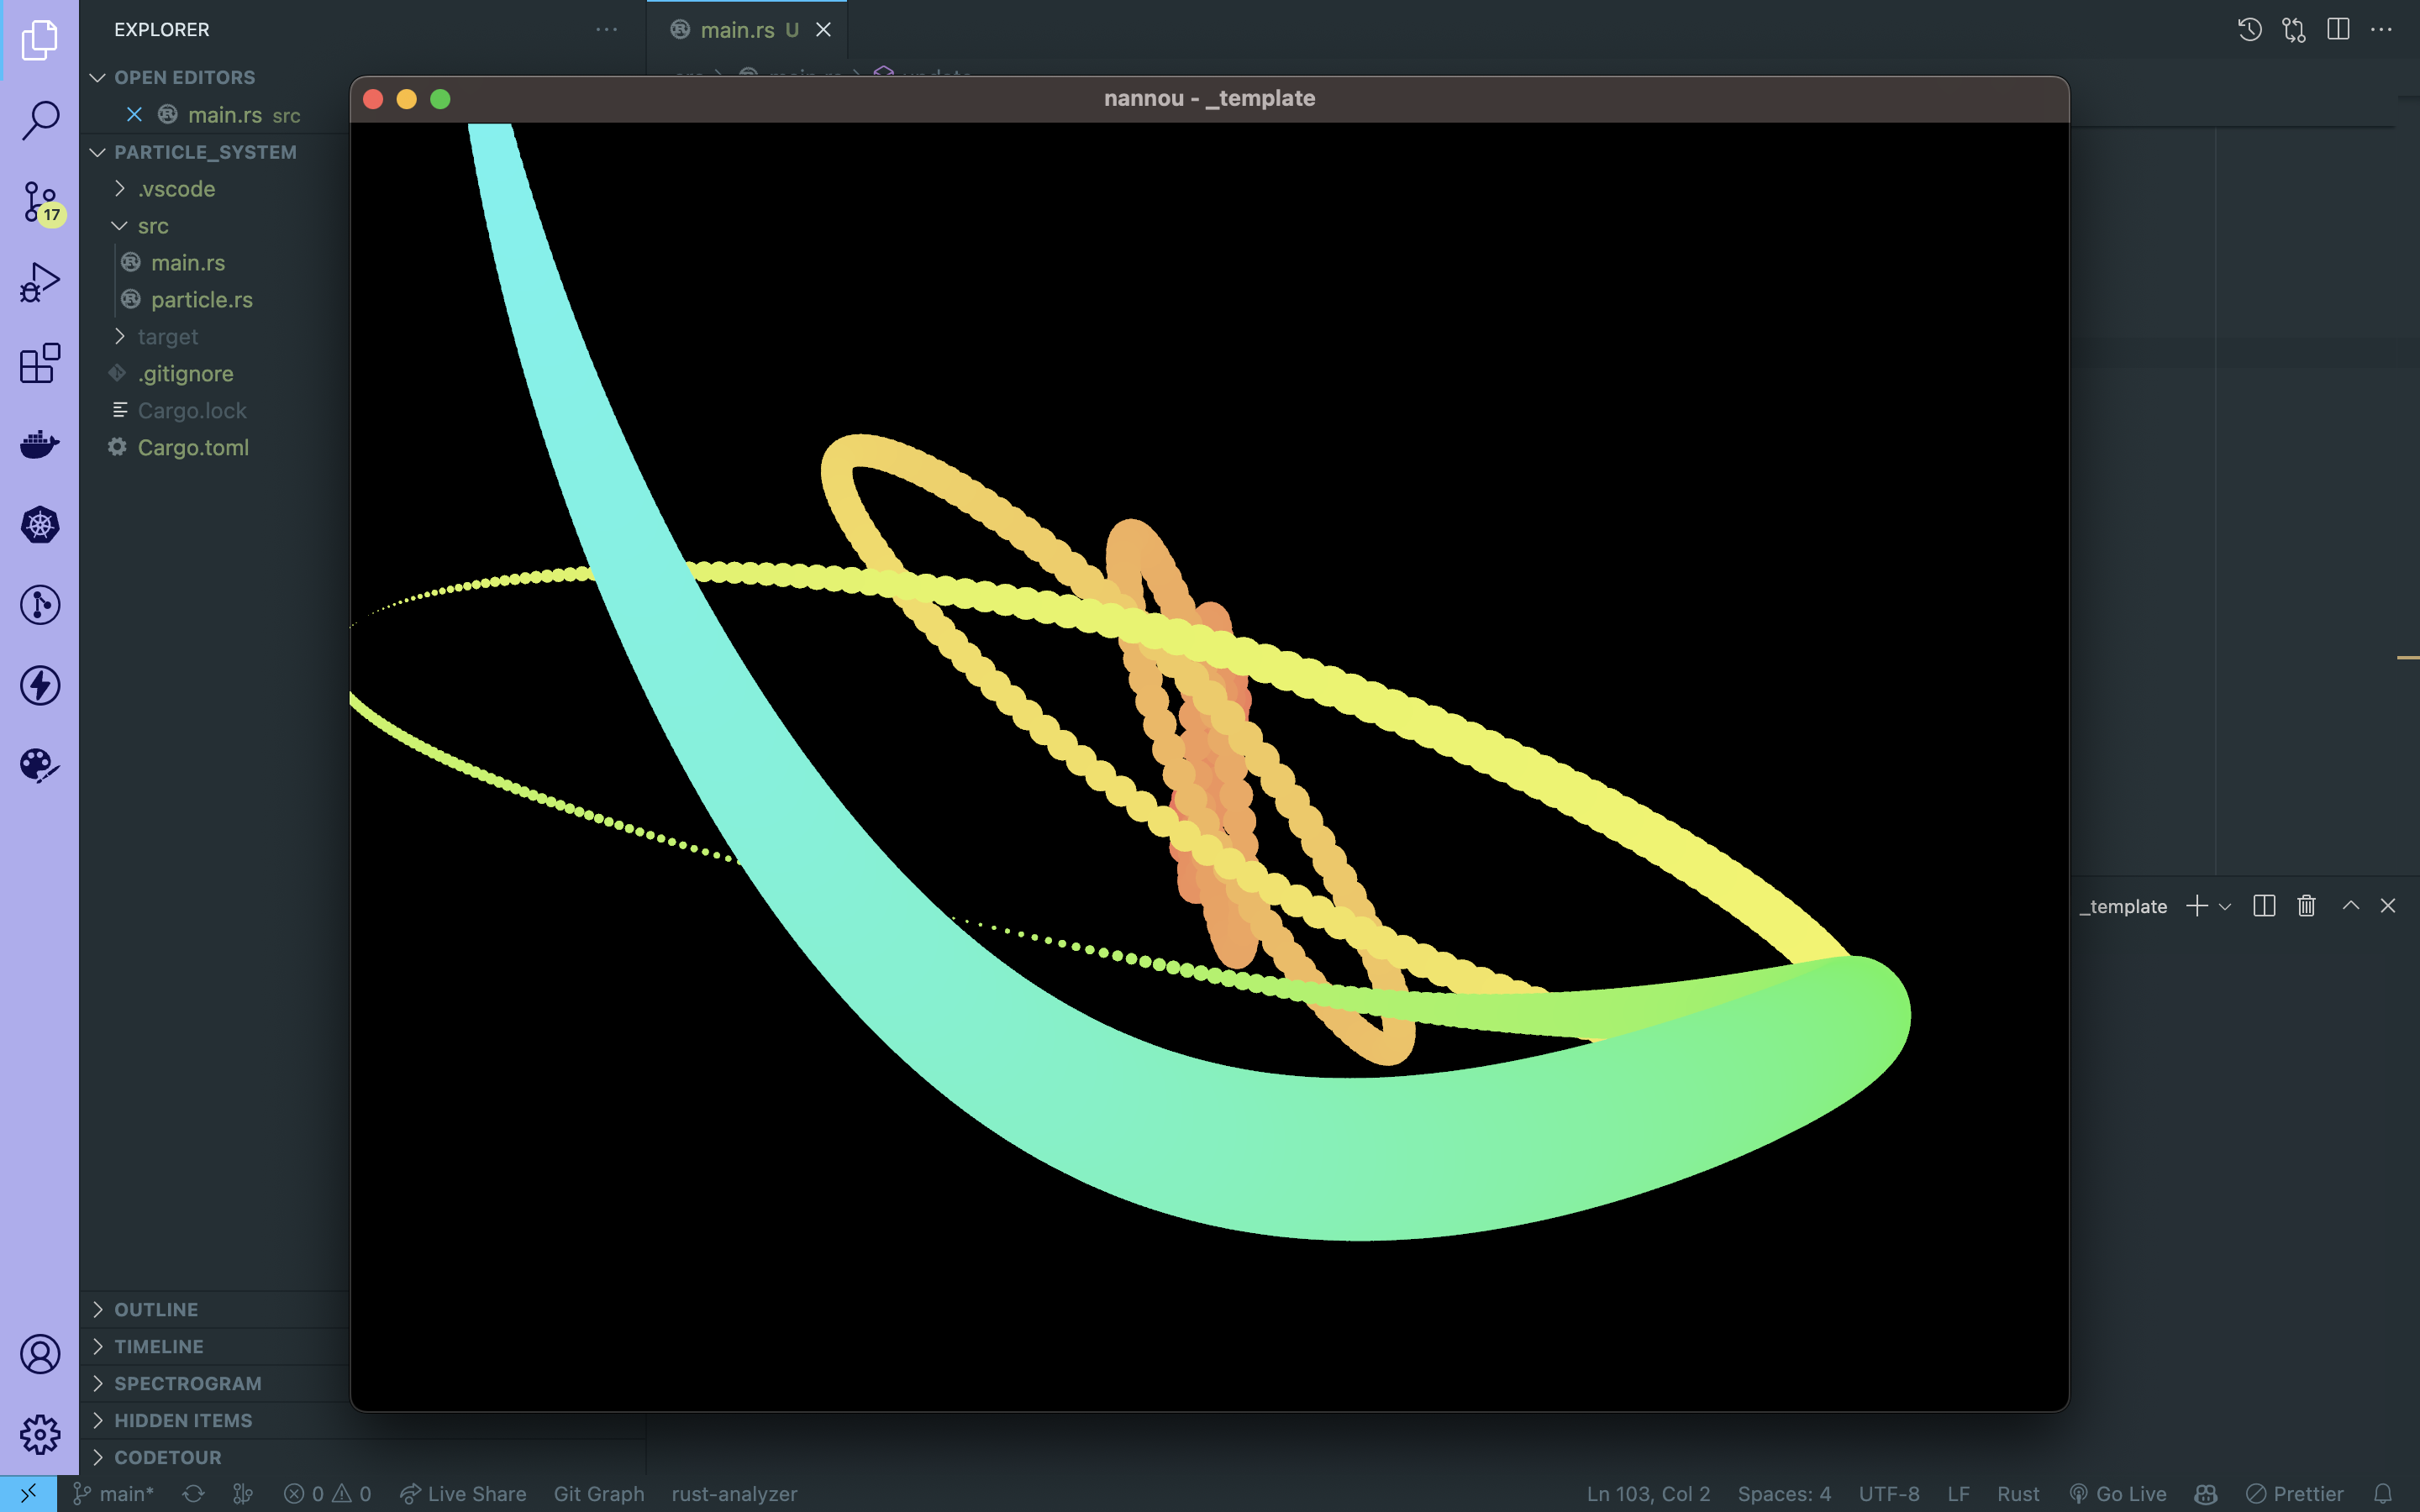 EXPLORER
main.rs U
OPEN EDITORS
main.rs src
nannou - _template
PARTICLE_SYSTEM
.vscode
17
src
main.rs
particle.rs
target
.gitignore
Cargo.lock
Cargo.toml
_template
OUTLINE
TIMELINE
SPECTROGRAM
HIDDEN ITEMS
CODETOUR
main* 0 0 Live Share Git Graph rust-analyzer Ln 103, Col 2 Spaces: 4 UTF-8 LF Rust Go Live Prettier